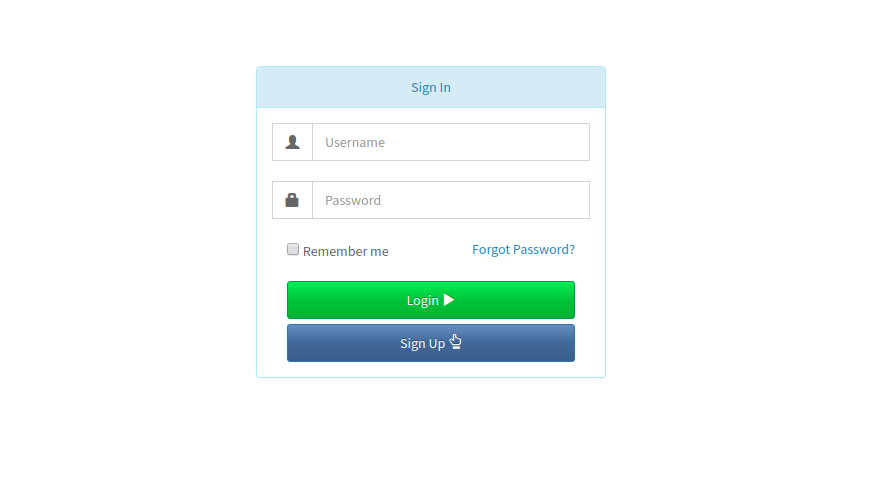 Sign In
Username
Password
Remember me Forgot Password?
Login
Sign Up